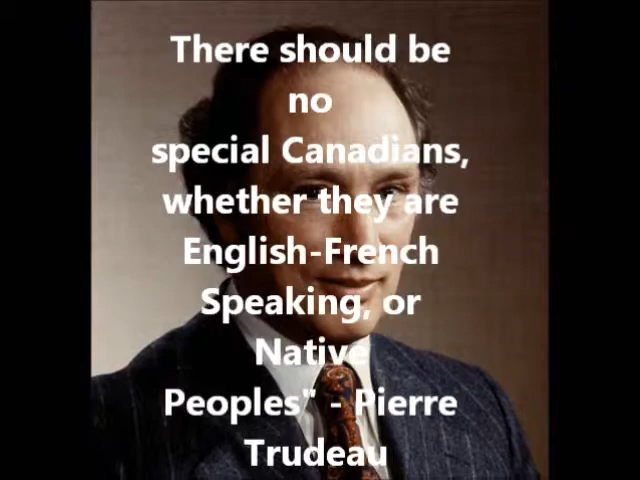 There should be
no
special Canadians,
whether they are
English-French
Speaking, or
Native
Peoples" - Pierre
Trudeau